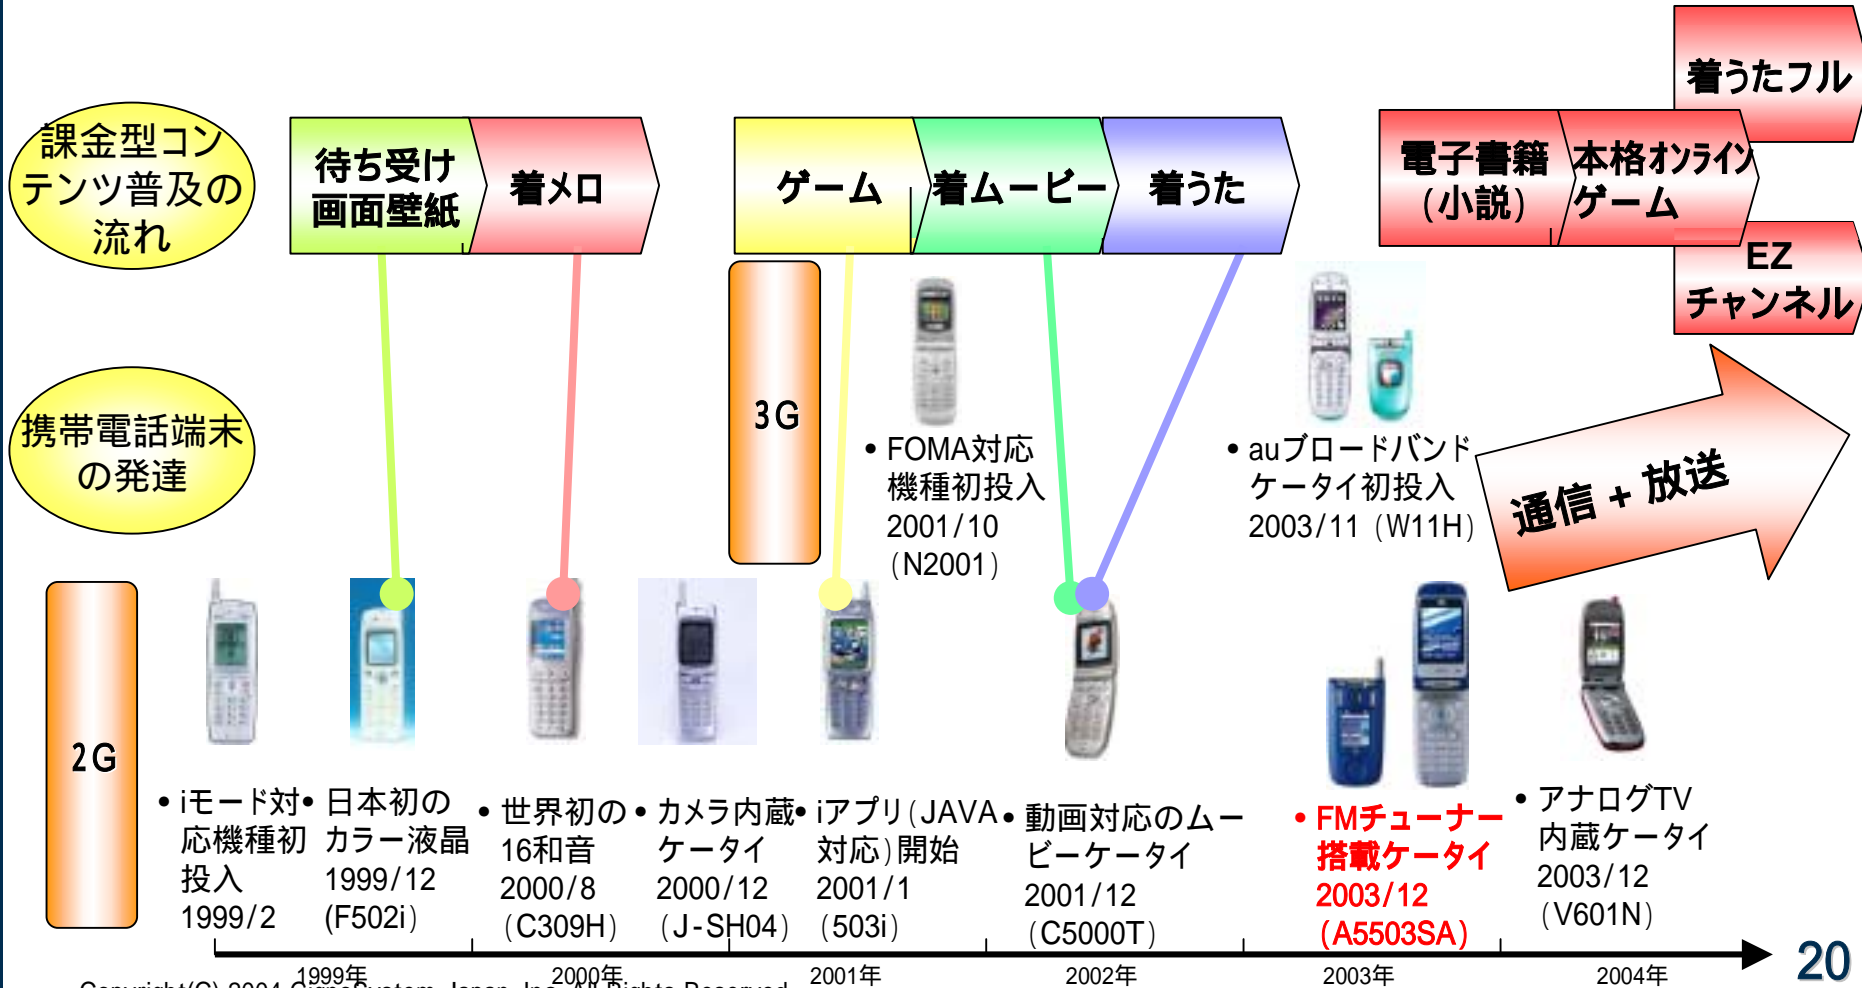 着うたフル
課金型コン
テンツ普及の
流れ
待ち受け
画面壁紙
着メロ
ゲーム
着ムービー
着うた
電子書籍
(小説)
本格オンライン
ゲーム
EZ
チャンネル
携帯電話端末
の発達
3G
• FOMA対応
機種初投入
2001/10
(N2001)
• auブロードバンド
ケータイ初投入
2003/11 (W11H)
通信 + 放送
2G
• iモード対
応機種初
投入
1999/2
• 日本初の
カラー液晶
1999/12
(F502i)
• 世界初の
16和音
2000/8
(C309H)
• カメラ内蔵
ケータイ
2000/12
(J-SH04)
• iアプリ(JAVA
対応)開始
2001/1
(503i)
• 動画対応のムー
ビーケータイ
2001/12
(C5000T)
• FMチューナー
搭載ケータイ
2003/12
(A5503SA)
• アナログTV
内蔵ケータイ
2003/12
(V601N)
1999年
2000年
2001年
2002年
2003年
2004年
20
Copyright(C) 2004 CignoSystem Japan, Inc. All Rights Reserved